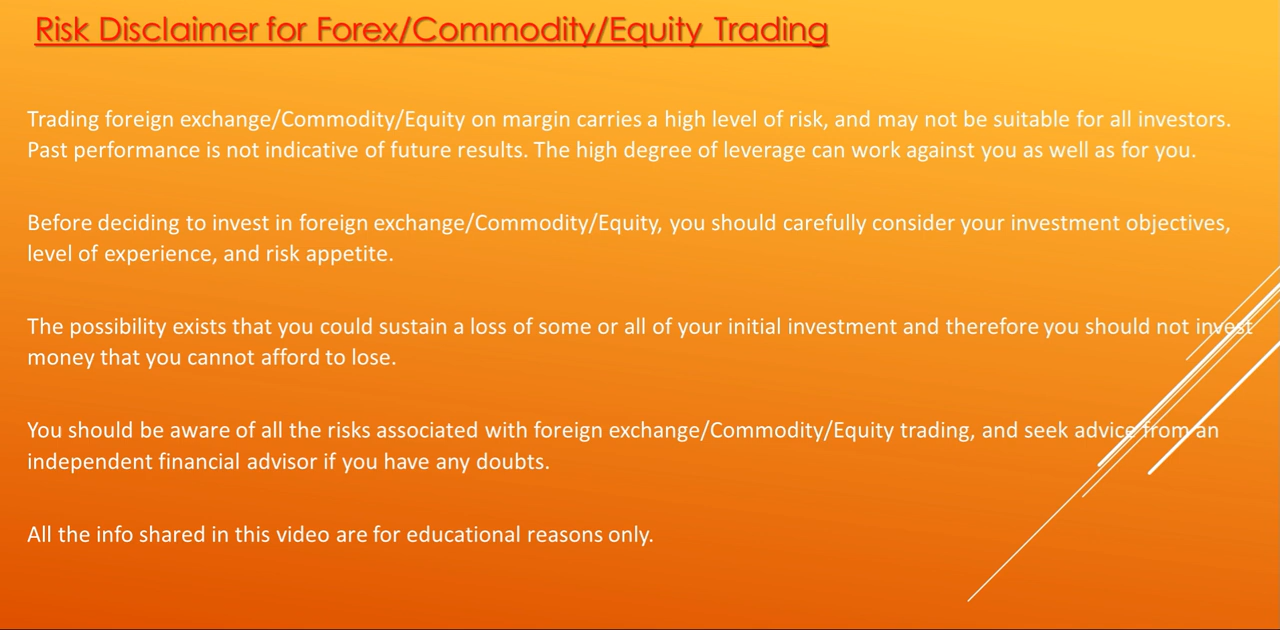 Risk Disclaimer for Forex/Commodity/Equity Trading
Trading foreign exchange/Commodity/Equity on margin carries a high level of risk, and may not be suitable for all investors.
Past performance is not indicative of future results. The high degree of leverage can work against you as well as for you.
Before deciding to invest in foreign exchange/Commodity/Equity, you should carefully consider your investment objectives,
level of experience, and risk appetite.
The possibility exists that you could sustain a loss of some or all of your initial investment and therefore you should not invest
money that you cannot afford to lose.
You should be aware of all the risks associated with foreign exchange/Commodity/Equity trading, and seek advice from an
independent financial advisor if you have any doubts.
All the info shared in this video are for educational reasons only.